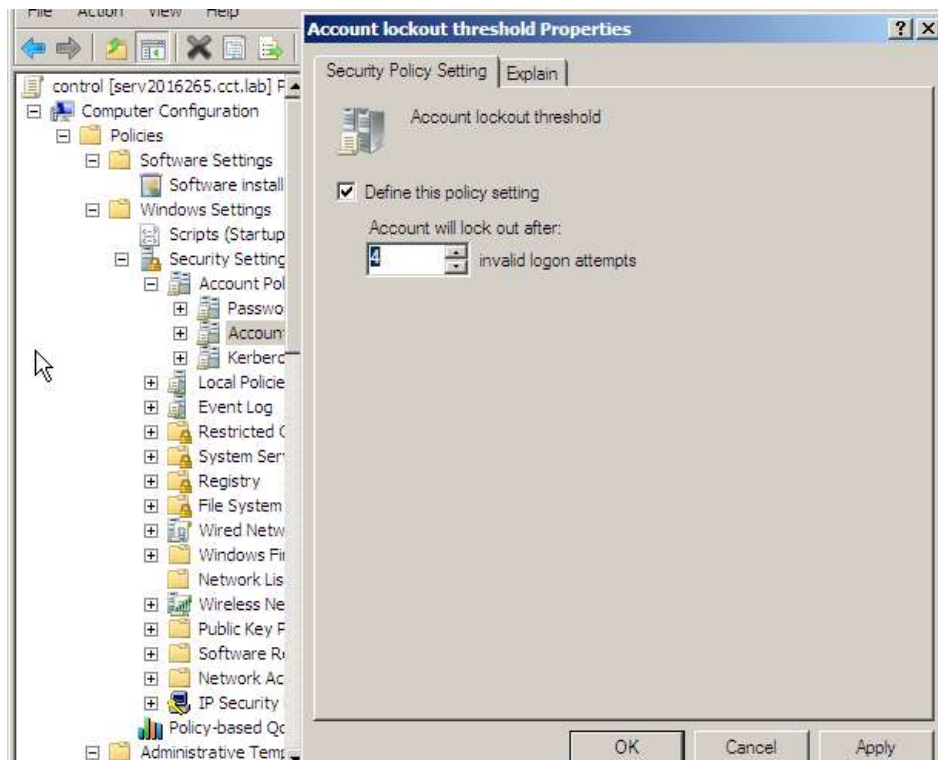 File Action View Help
control [serv2016265.cct.lab] P
Computer Configuration
Policies
Software Settings
Software install
Windows Settings
Scripts (Startup
Security Setting
Account Pol
Passwo
Accoun
Kerbero
Local Policie
Event Log
Restricted
System Ser
Registry
File System
Wired Netw
Windows Fi
Network Lis
Wireless Ne
Public Key P
Software R
Network Ac
IP Security
Policy-based Qo
Administrative Temp
Account lockout threshold Properties
Security Policy Setting
Explain
Account lockout threshold
Define this policy setting
Account will lock out after:
4 invalid logon attempts
OK Cancel Apply